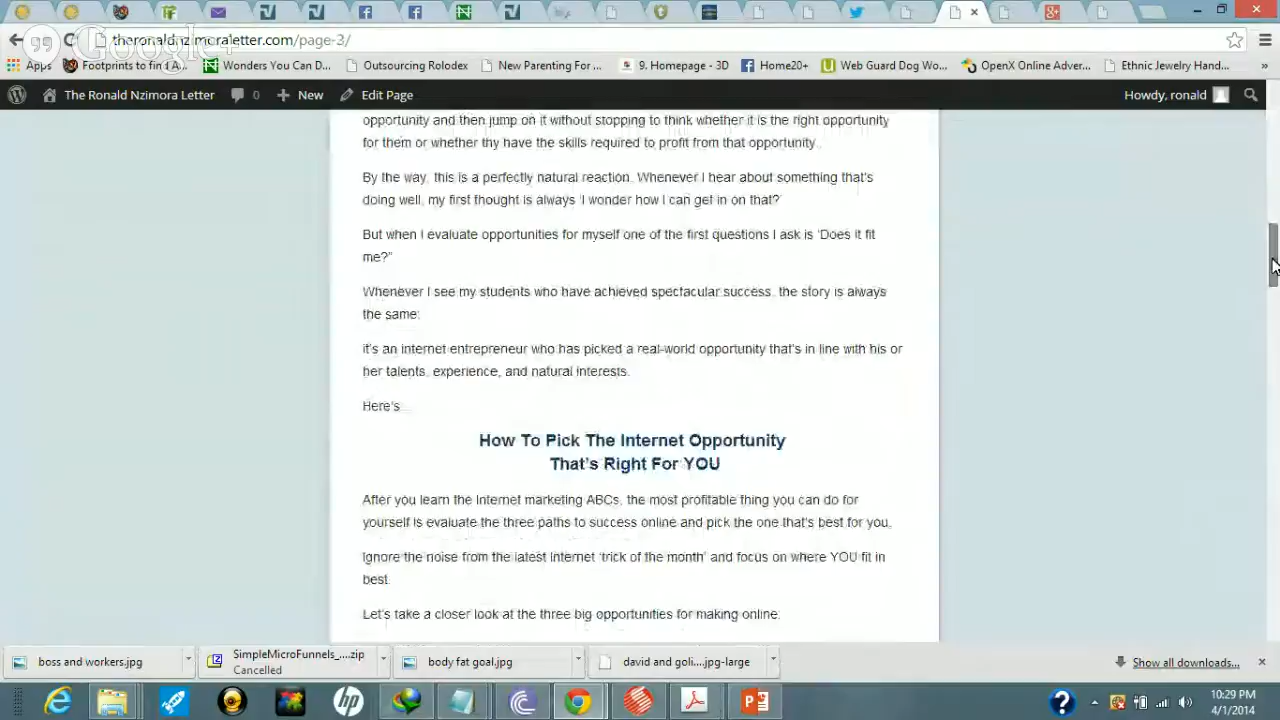 theronaldnzimoraletter.com/page-3/
Google+
Apps
Footprints to find A
Wonders You Can D...
Outsourcing Rolodex
New Parenting For ...
9. Homepage - 3D
Home20+
Web Guard Dog Wo...
OpenX Online Adver...
Ethnic Jewelry Hand...
»
The Ronald Nzimora Letter
0
New
Edit Page
Howdy, ronald
opportunity and then jump on it without stopping to think whether it is the right opportunity
for them or whether thy have the skills required to profit from that opportunity.
By the way, this is a perfectly natural reaction. Whenever I hear about something that's
doing well, my first thought is always 'I wonder how I can get in on that?'
But when I evaluate opportunities for myself one of the first questions I ask is 'Does it fit
me?"
Whenever I see my students who have achieved spectacular success, the story is always
the same:
it's an internet entrepreneur who has picked a real-world opportunity that's in line with his or
her talents, experience, and natural interests.
Here's...
How To Pick The Internet Opportunity
That's Right For YOU
After you learn the Internet marketing ABCs, the most profitable thing you can do for
yourself is evaluate the three paths to success online and pick the one that's best for you.
Ignore the noise from the latest Internet 'trick of the month' and focus on where YOU fit in
best.
Let's take a closer look at the three big opportunities for making online.
boss and workers.jpg
SimpleMicroFunnels_....zip
Cancelled
body fat goal.jpg
david and goli....jpg-large
Show all downloads...
10:29 PM
4/1/2014